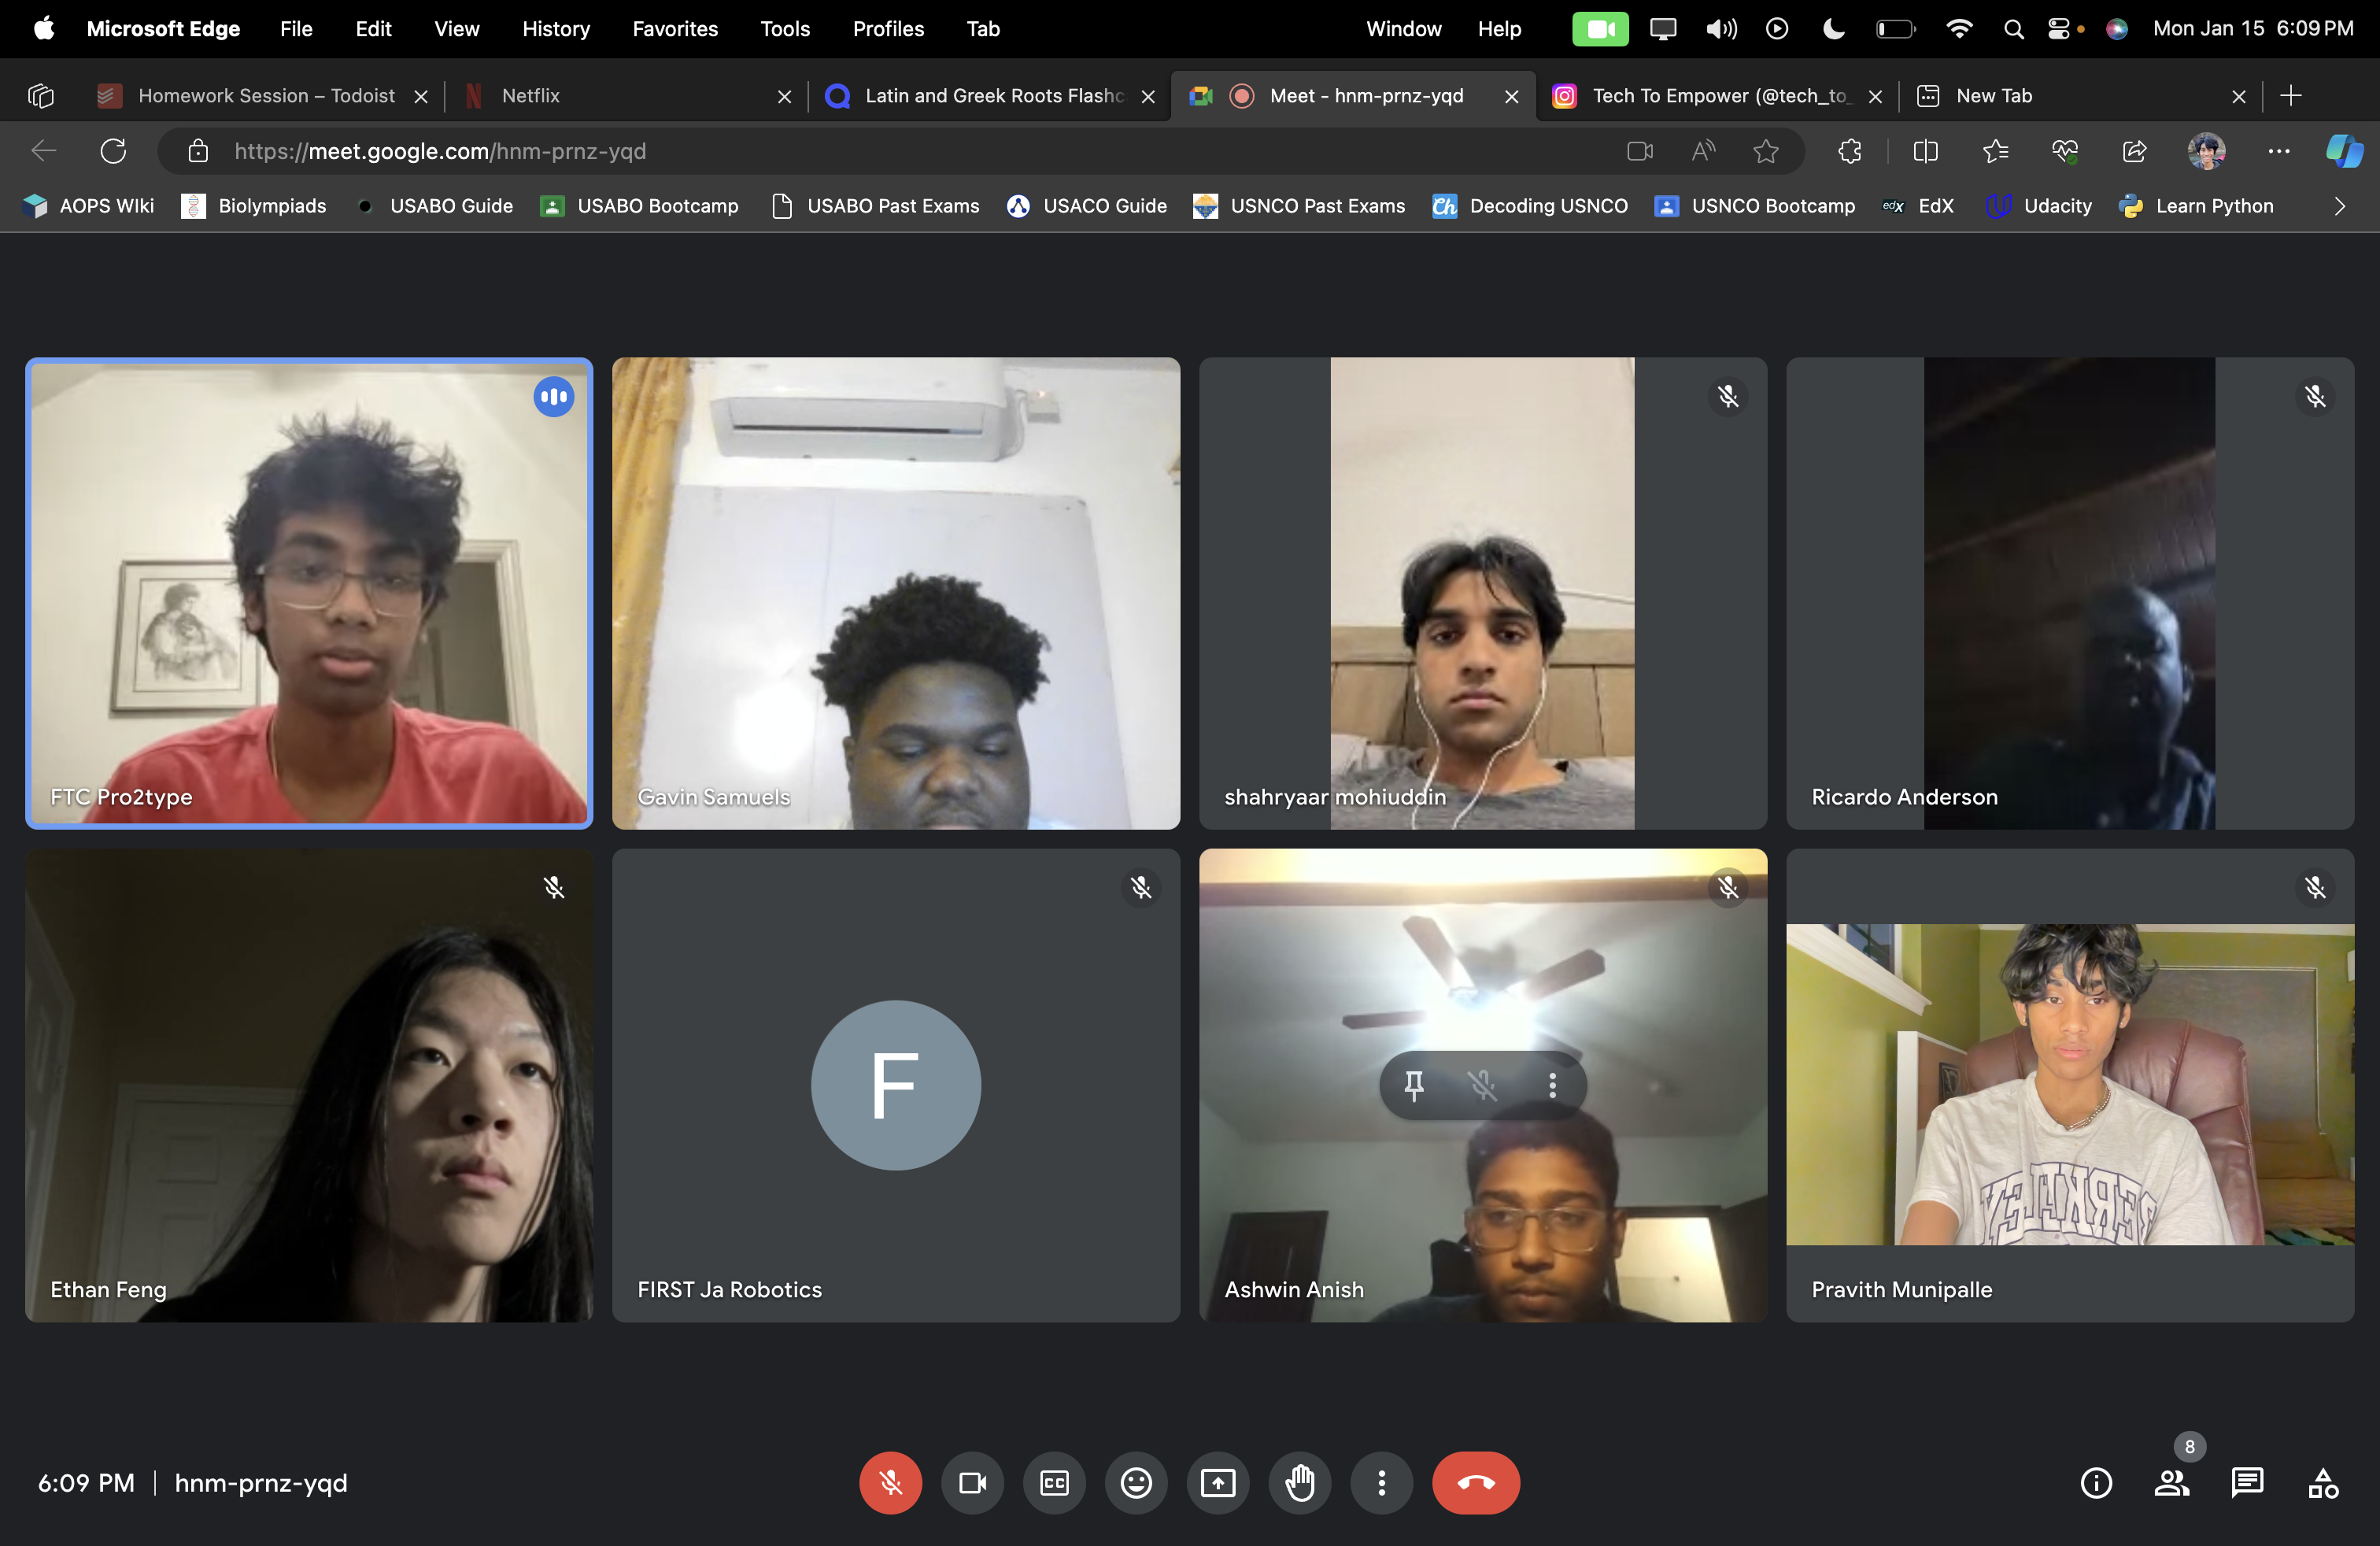 Microsoft Edge File Edit View History Favorites Tools Profiles Tab Window Help Mon Jan 15 6:09 PM
Homework Session – Todoist Netflix Latin and Greek Roots Flashc Meet - hnm-prnz-yqd Tech To Empower (@tech_to_ New Tab
https://meet.google.com/hnm-prnz-yqd
AOPS WIki Biolympiads USABO Guide USABO Bootcamp USABO Past Exams USACO Guide USNCO Past Exams Ch Decoding USNCO USNCO Bootcamp edX EdX Udacity Learn Python
FTC Pro2type Gavin Samuels shahryaar mohiuddin Ricardo Anderson
F
BERKELEY
Ethan Feng FIRST Ja Robotics Ashwin Anish Pravith Munipalle
8
6:09 PM hnm-prnz-yqd CC